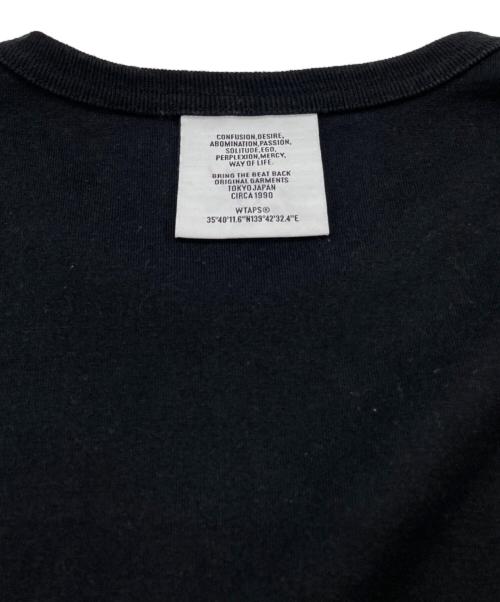 CONFUSION,DESIRE,
ABOMINATION,PASSION,
SOLITUDE,EGO,
PERPLEXION,MERCY,
WAY OF LIFE.
BRING THE BEAT BACK
ORIGINAL GARMENTS
TOKYO JAPAN
CIRCA 1990
WTAPS®
35°40'11.6"N139°42'32.4"E